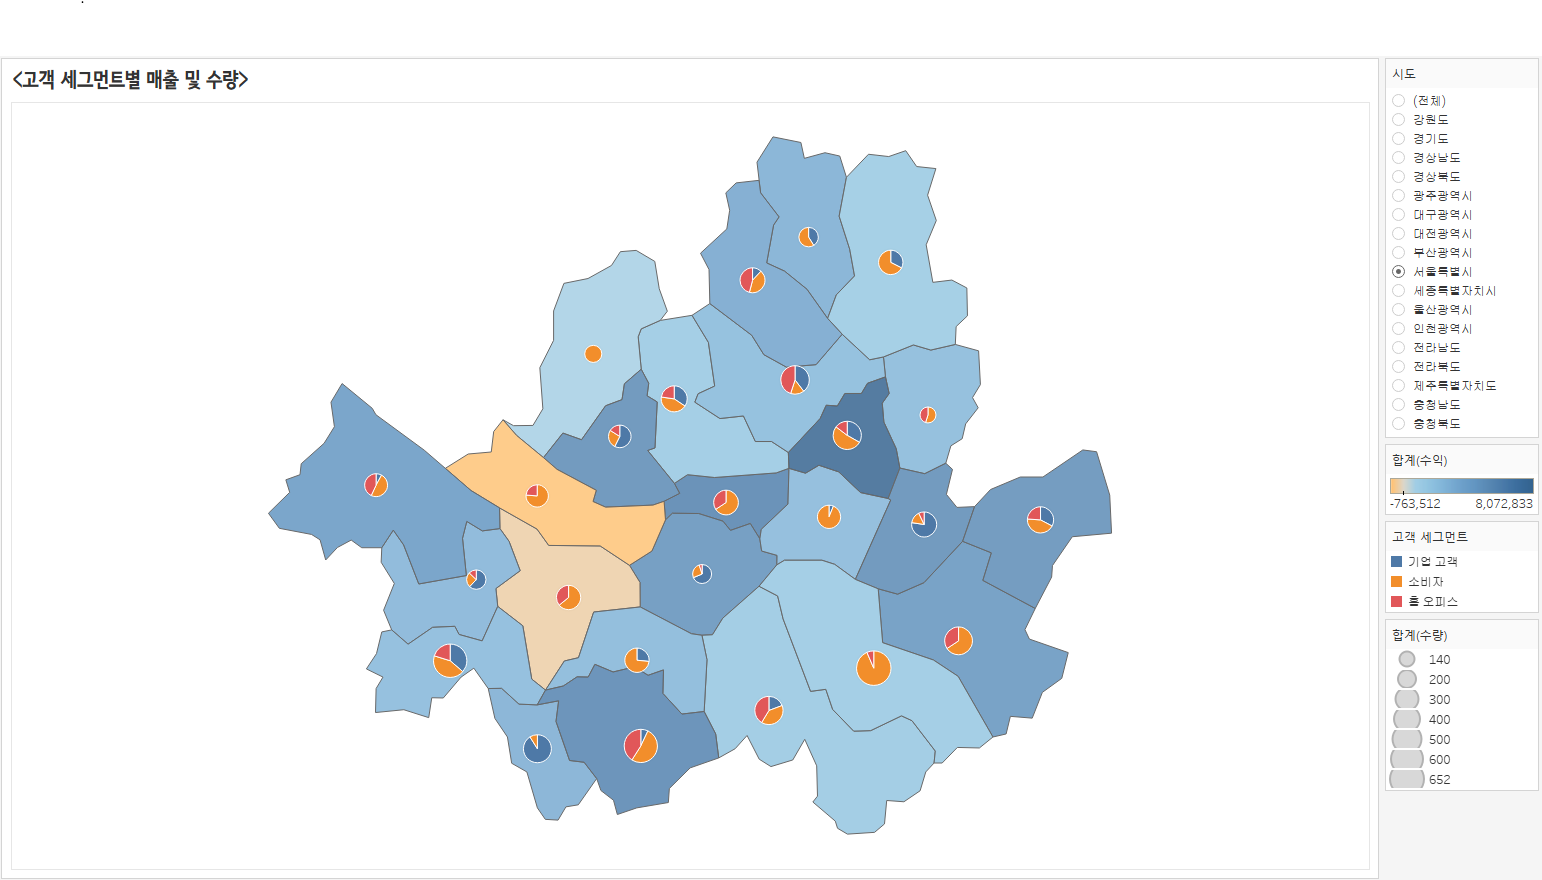 <고객 세그먼트별 매출 및 수량>
시도
(전체)
강원도
경기도
경상남도
경상북도
광주광역시
대구광역시
대전광역시
부산광역시
서울특별시
세종특별자치시
울산광역시
인천광역시
전라남도
전라북도
제주특별자치도
충청남도
충청북도
합계(수익)
-763,512 8,072,833
고객 세그먼트
기업 고객
소비자
홈 오피스
합계(수량)
140
200
300
400
500
600
652